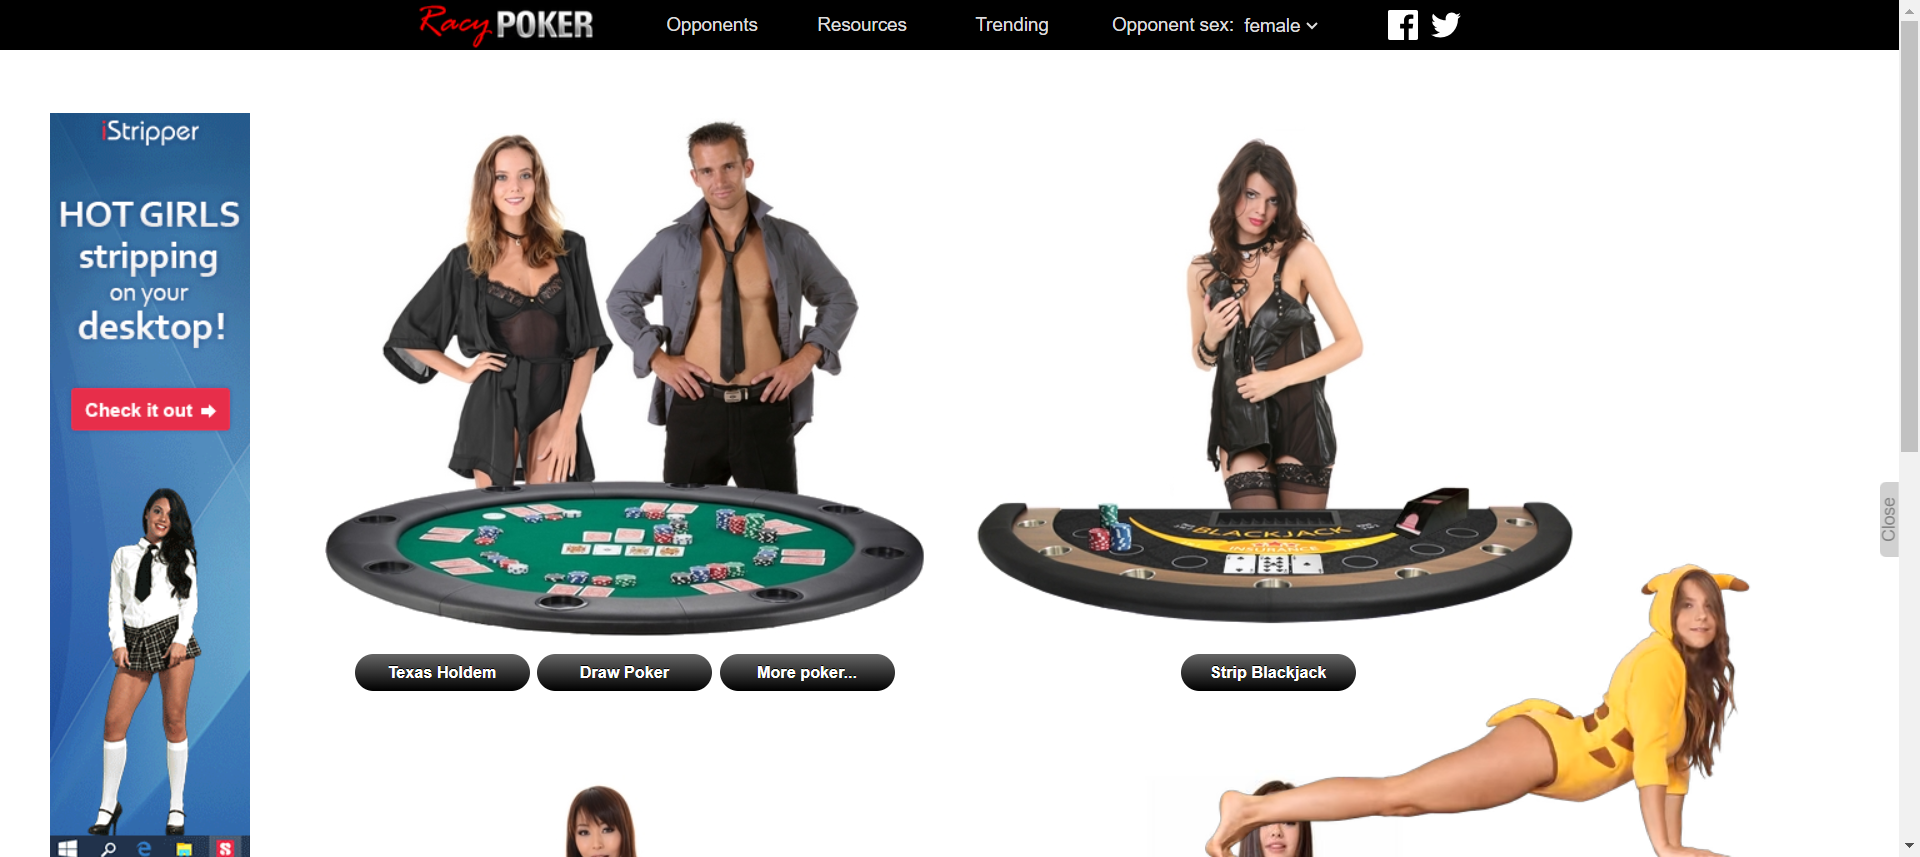 Racy POKER
Opponents
Resources
Trending
Opponent sex: female
iStripper
HOT GIRLS
stripping
on your
desktop!
Check it out
BLACKJACK
INSURANCE
Close
Texas Holdem
Draw Poker
More poker...
Strip Blackjack